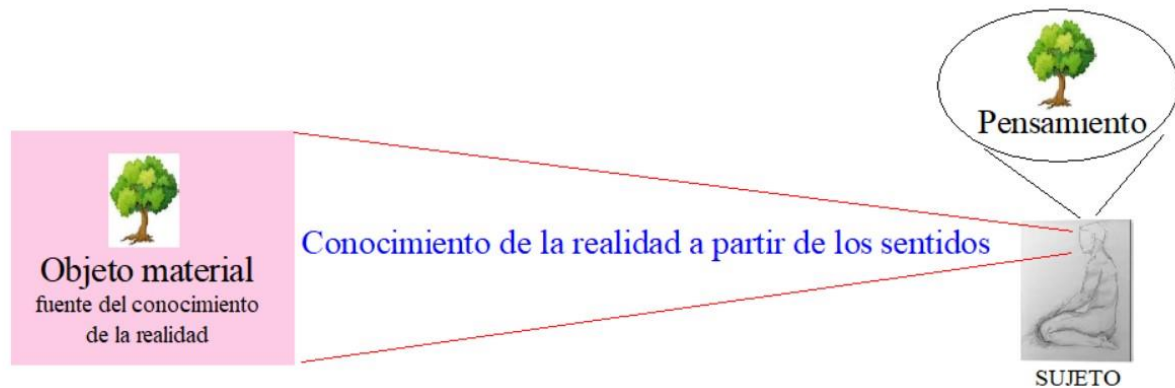 Pensamiento
Conocimiento de la realidad a partir de los sentidos
Objeto material
fuente del conocimiento
de la realidad
SUJETO